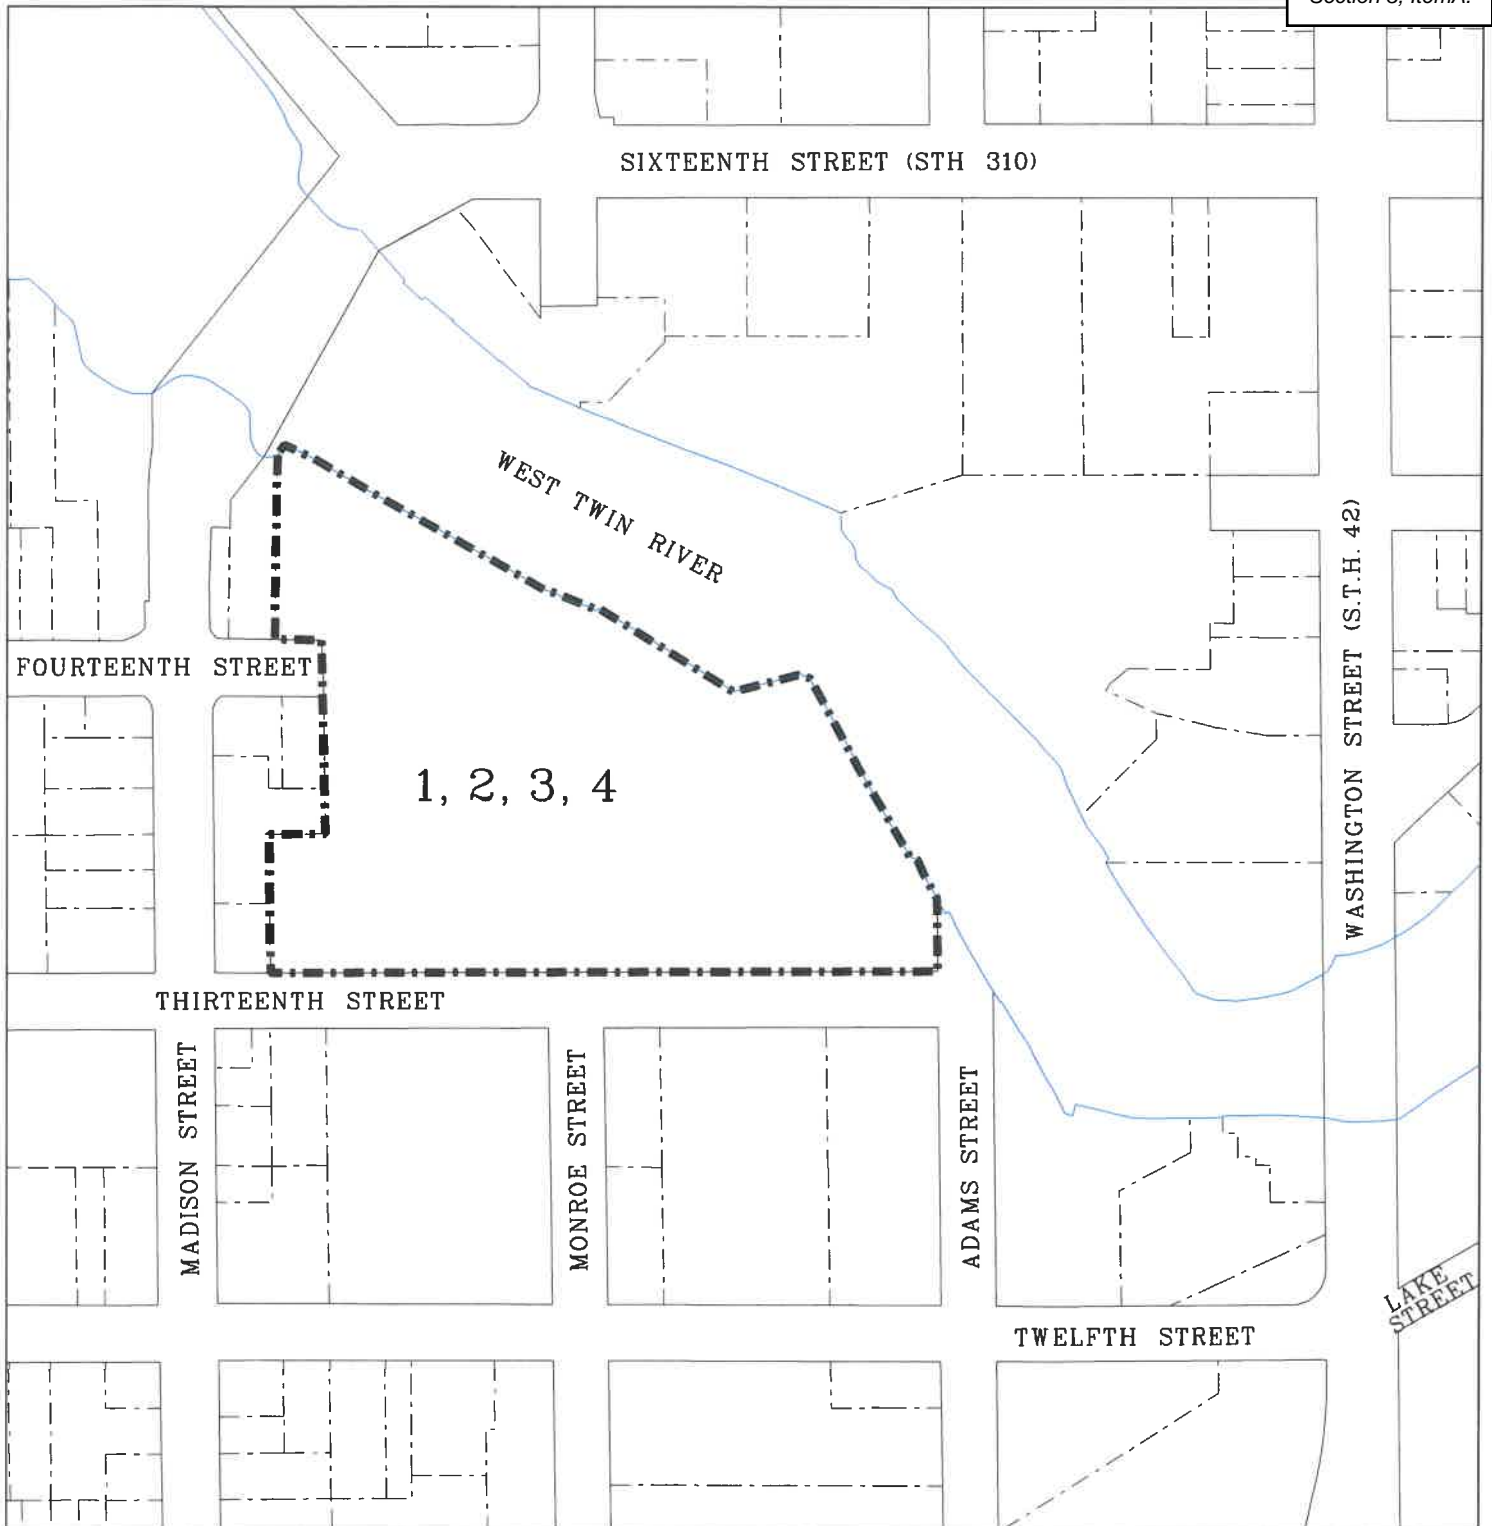 SIXTEENTH STREET (STH 310)
WEST TWIN RIVER
WASHINGTON STREET (S.T.H. 42)
FOURTEENTH STREET
1, 2, 3, 4
THIRTEENTH STREET
MADISON STREET
MONROE STREET
ADAMS STREET
LAKE
STREET
TWELFTH STREET